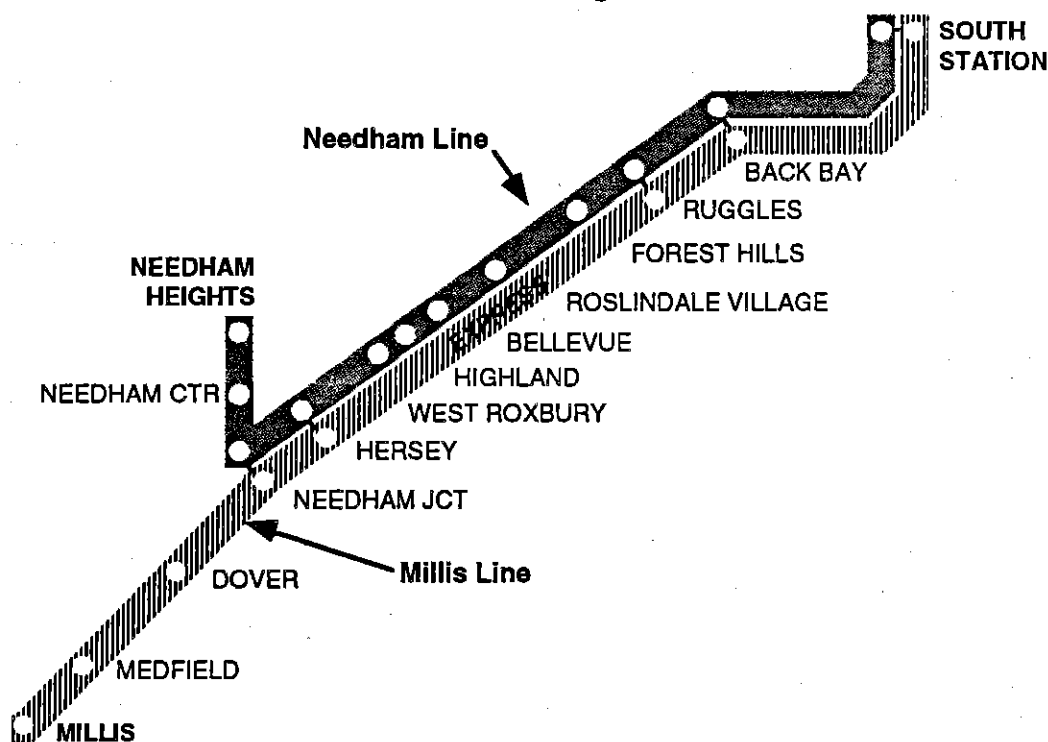 SOUTH
STATION
Needham Line
BACK BAY
RUGGLES
FOREST HILLS
NEEDHAM
HEIGHTS
EXPRESS
ROSLINDALE VILLAGE
BELLEVUE
HIGHLAND
NEEDHAM CTR
WEST ROXBURY
HERSEY
NEEDHAM JCT
DOVER
Millis Line
MEDFIELD
MILLIS